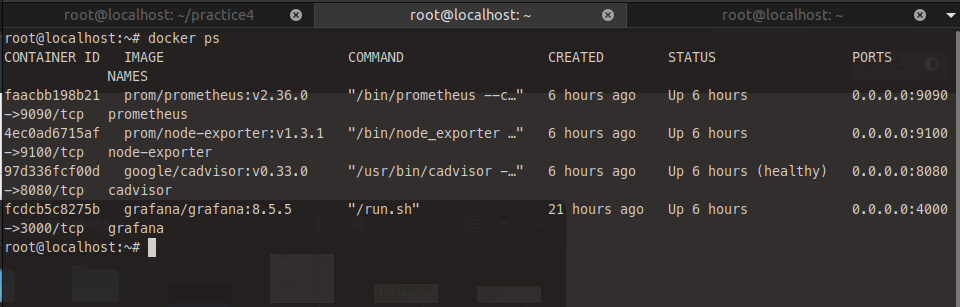 root@localhost: ~/practice4
root@localhost: ~
root@localhost: ~
root@localhost:~# docker ps
CONTAINER ID   IMAGE                       COMMAND                  CREATED        STATUS                  PORTS
             NAMES
faacbb198b21   prom/prometheus:v2.36.0     "/bin/prometheus --c…"   6 hours ago    Up 6 hours              0.0.0.0:9090
->9090/tcp   prometheus
4ec0ad6715af   prom/node-exporter:v1.3.1   "/bin/node_exporter …"   6 hours ago    Up 6 hours              0.0.0.0:9100
->9100/tcp   node-exporter
97d336fcf00d   google/cadvisor:v0.33.0     "/usr/bin/cadvisor -…"   6 hours ago    Up 6 hours (healthy)    0.0.0.0:8080
->8080/tcp   cadvisor
fcdcb5c8275b   grafana/grafana:8.5.5       "/run.sh"                21 hours ago   Up 6 hours              0.0.0.0:4000
->3000/tcp   grafana
root@localhost:~#